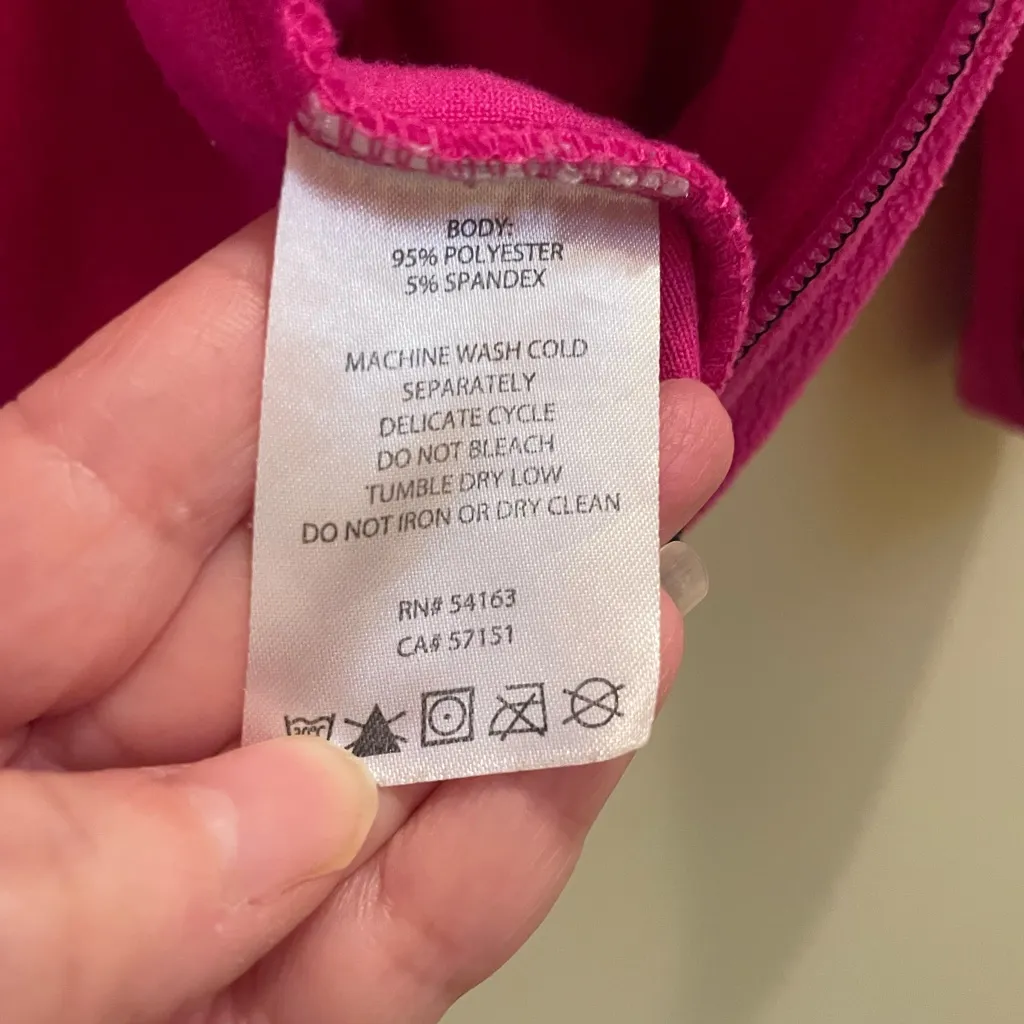 BODY:
95% POLYESTER
5% SPANDEX
MACHINE WASH COLD
SEPARATELY
DELICATE CYCLE
DO NOT BLEACH
TUMBLE DRY LOW
DO NOT IRON OR DRY CLEAN
RN# 54163
CA# 57151
30°C